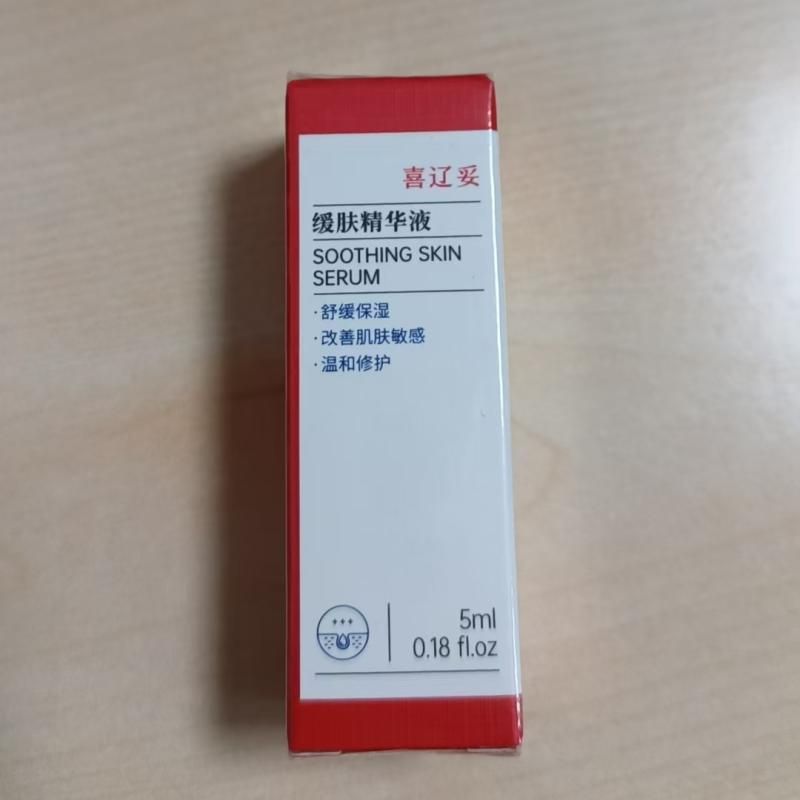 喜辽妥
缓肤精华液
SOOTHING SKIN
SERUM
·舒缓保湿
·改善肌肤敏感
·温和修护
5ml
0.18 fl.oz